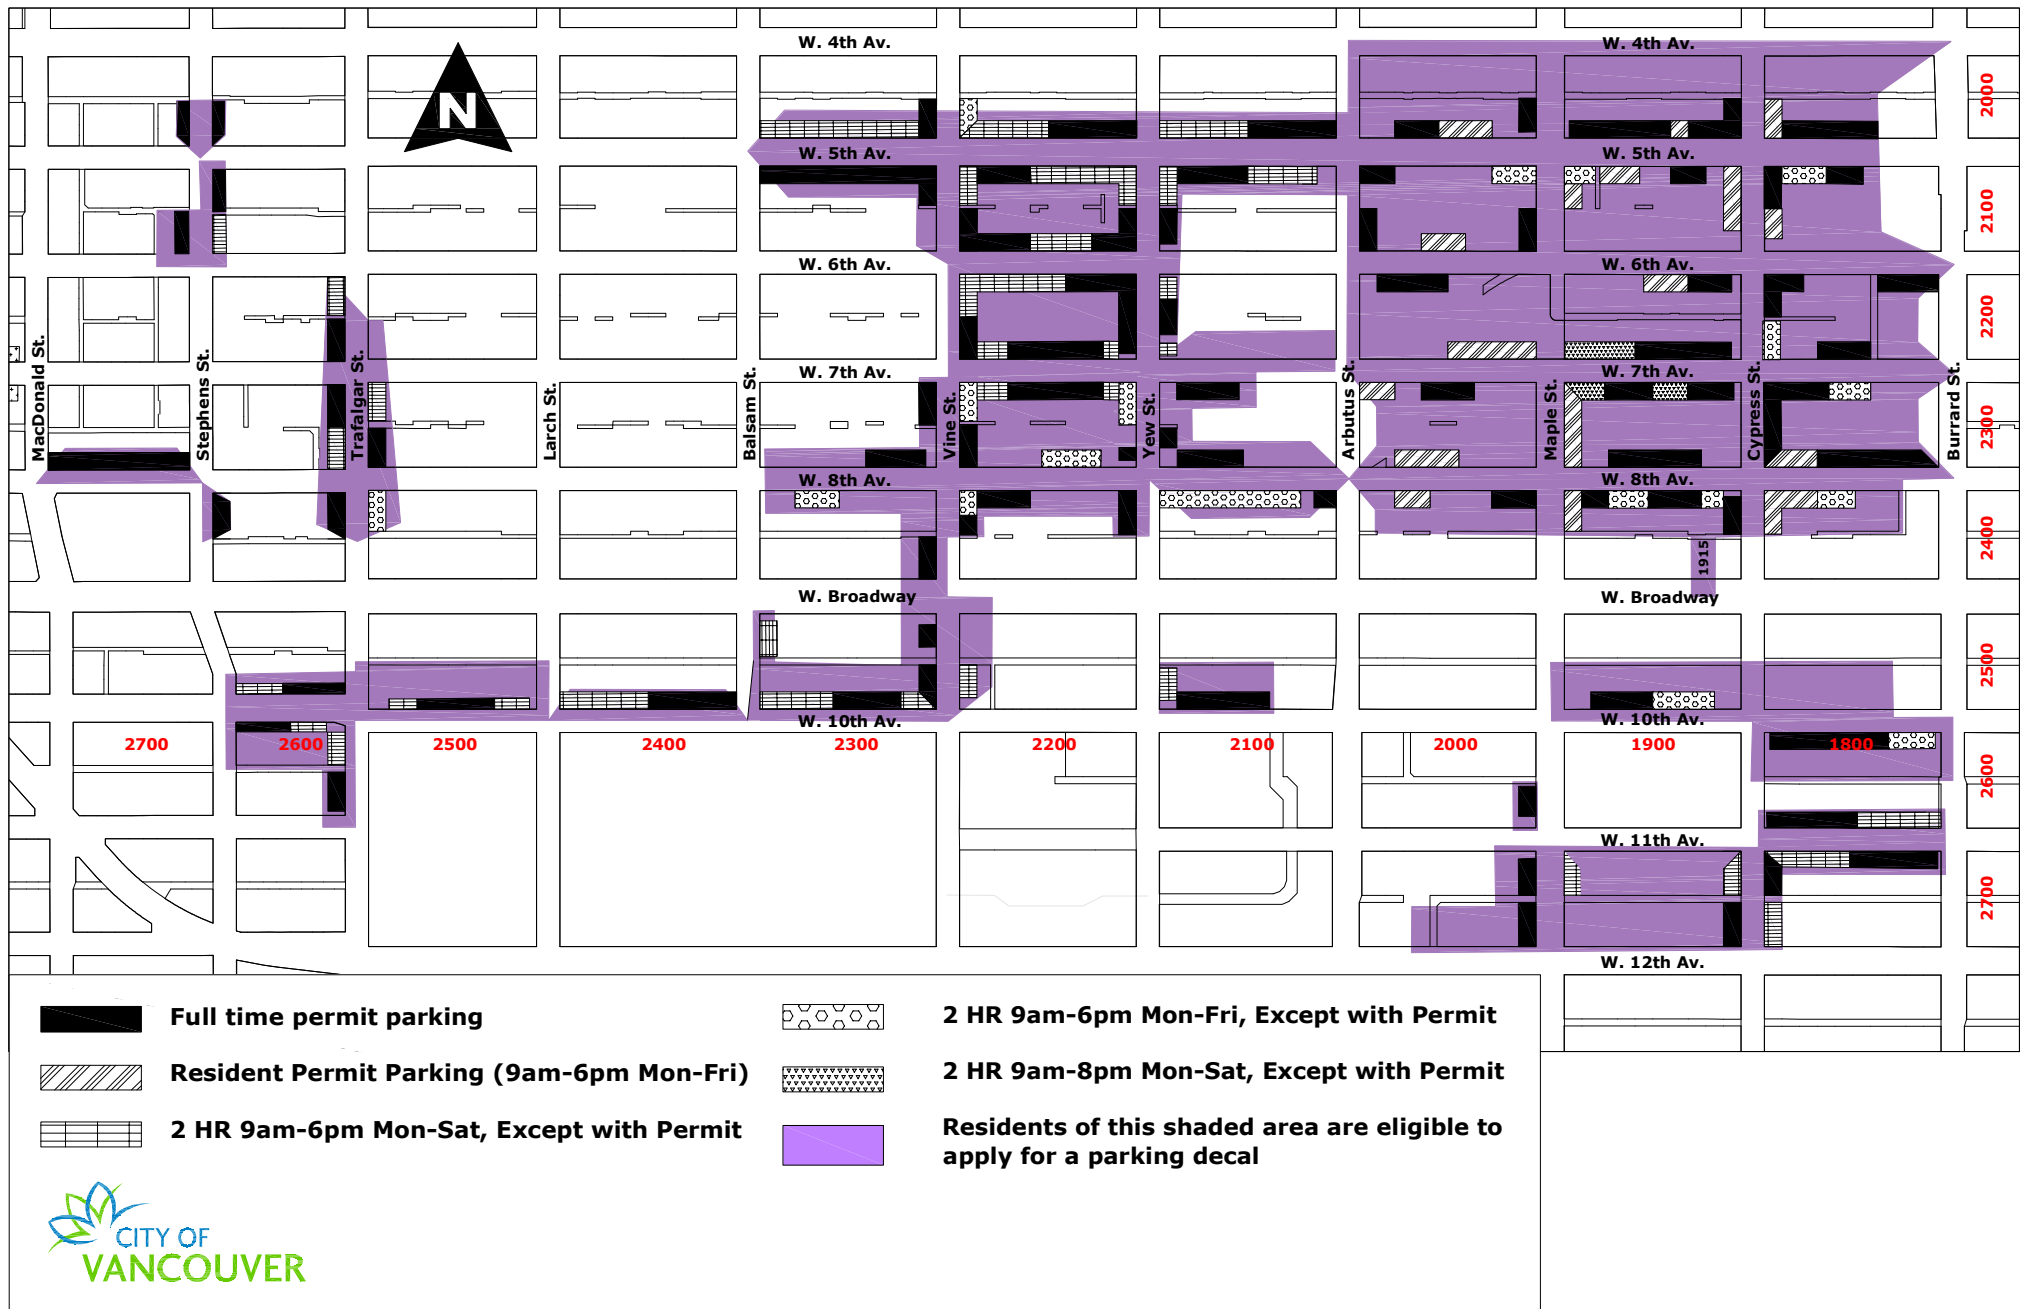 W. 4th Av.
W. 4th Av.
N
2000
W. 5th Av.
W. 5th Av.
2100
W. 6th Av.
W. 6th Av.
2200
MacDonald St.
Stephens St.
Trafalgar St.
Larch St.
Balsam St.
W. 7th Av.
Vine St.
Yew St.
Arbutus St.
Maple St.
W. 7th Av.
Cypress St.
Burrard St.
2300
W. 8th Av.
W. 8th Av.
2400
1915
W. Broadway
W. Broadway
2500
W. 10th Av.
W. 10th Av.
2700
2600
2500
2400
2300
2200
2100
2000
1900
1800
2600
W. 11th Av.
2700
W. 12th Av.
Full time permit parking
2 HR 9am-6pm Mon-Fri, Except with Permit
Resident Permit Parking (9am-6pm Mon-Fri)
2 HR 9am-8pm Mon-Sat, Except with Permit
2 HR 9am-6pm Mon-Sat, Except with Permit
Residents of this shaded area are eligible to
apply for a parking decal
CITY OF
VANCOUVER